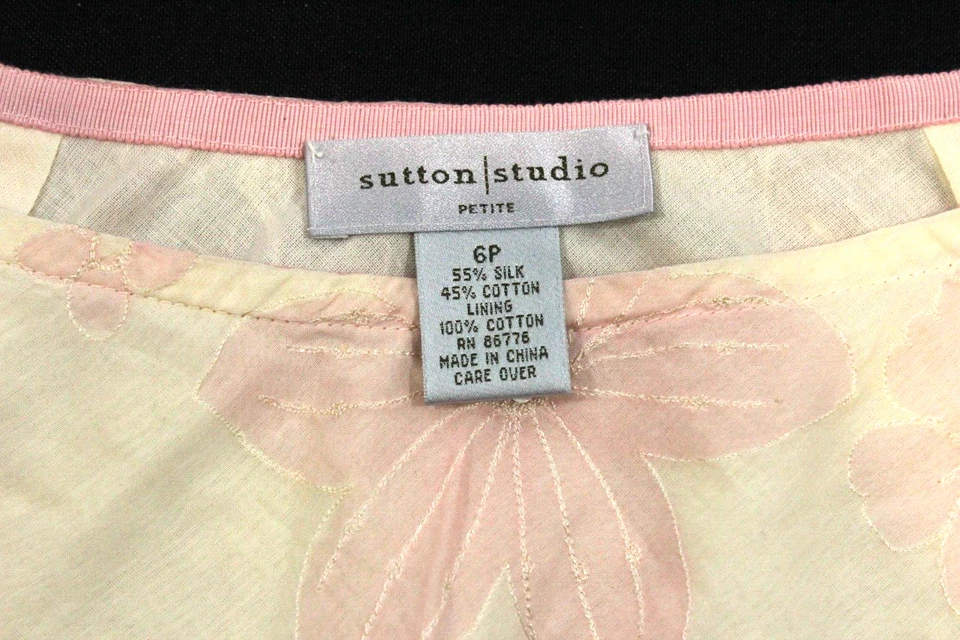 sutton|studio
PETITE
6P
55% SILK
45% COTTON
LINING
100% COTTON
RN 86776
MADE IN CHINA
CARE OVER